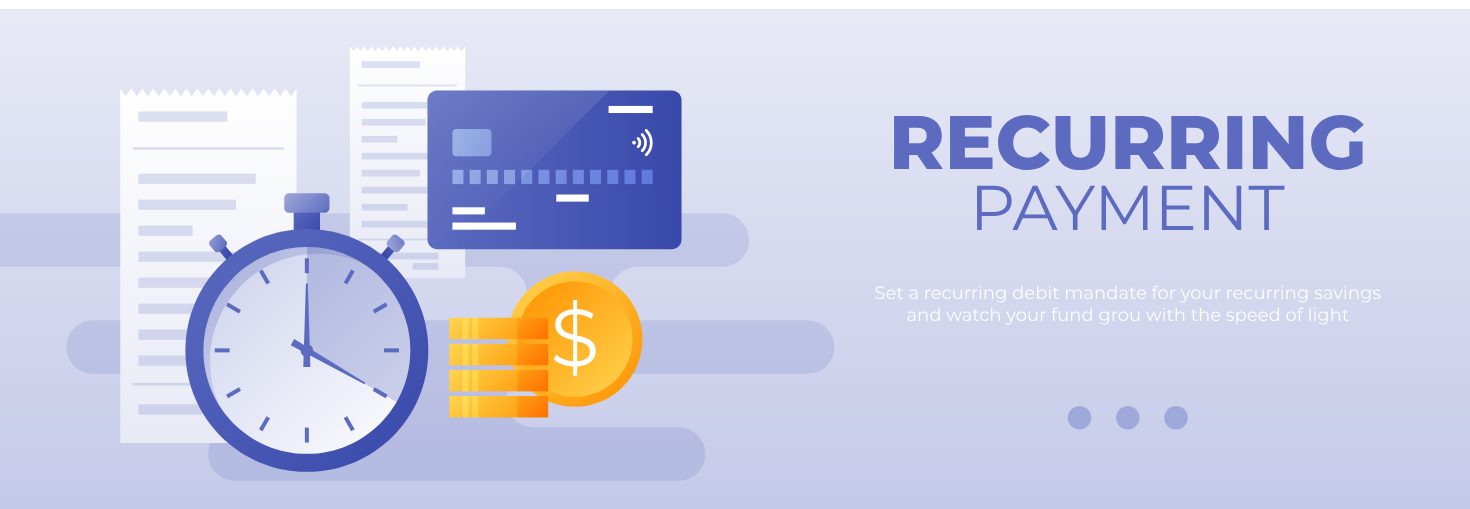 RECURRING
PAYMENT
Set a recurring debit mandate for your recurring savings
and watch your fund grou with the speed of light
$